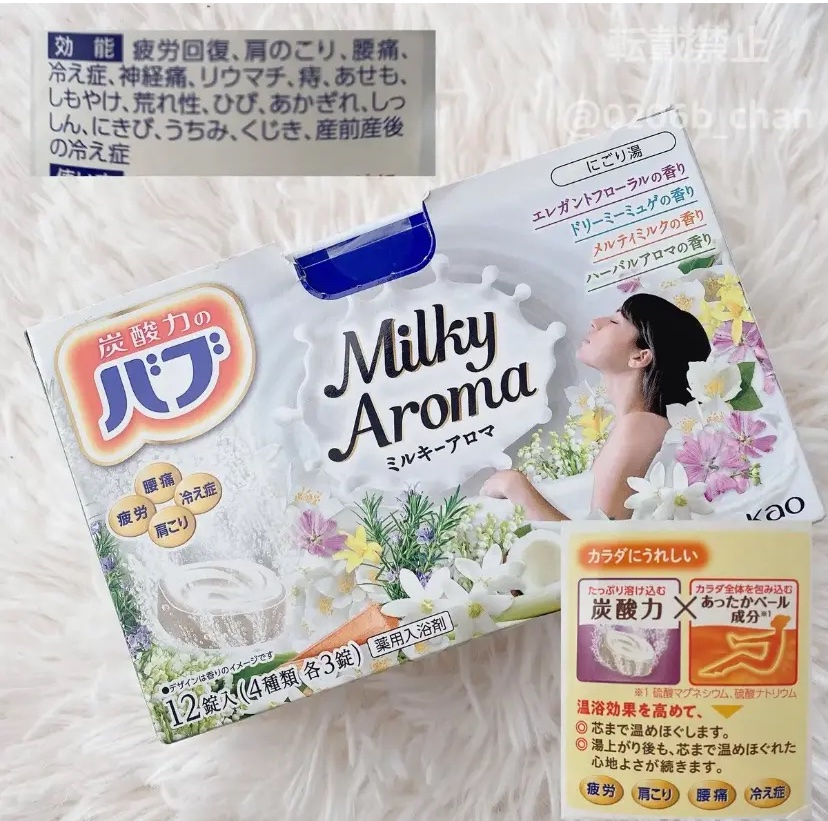 効能 疲労回復、肩のこり、腰痛、
冷え症、神経痛、リウマチ、痔、あせも、
しもやけ、荒れ性、ひび、あかぎれ、しっ
しん、にきび、うちみ、くじき、産前産後
の冷え症
転載禁止
@0206b_chan
にごり湯
エレガントフローラルの香り
ドリーミーミュゲの香り
メルティミルクの香り
ハーバルアロマの香り
炭酸力の
バブ
Milky
Aroma
ミルキーアロマ
腰痛
疲労
冷え症
肩こり
kao
●デザインは香りのイメージです
12錠入(4種類 各3錠)
薬用入浴剤
カラダにうれしい
たっぷり溶け込む
炭酸力
×
カラダ全体を包み込む
あったかベール
成分※1
※1 硫酸マグネシウム、硫酸ナトリウム
温浴効果を高めて、
◎芯まで温めほぐします。
◎湯上がり後も、芯まで温めほぐれた
心地よさが続きます。
疲労 肩こり 腰痛 冷え症